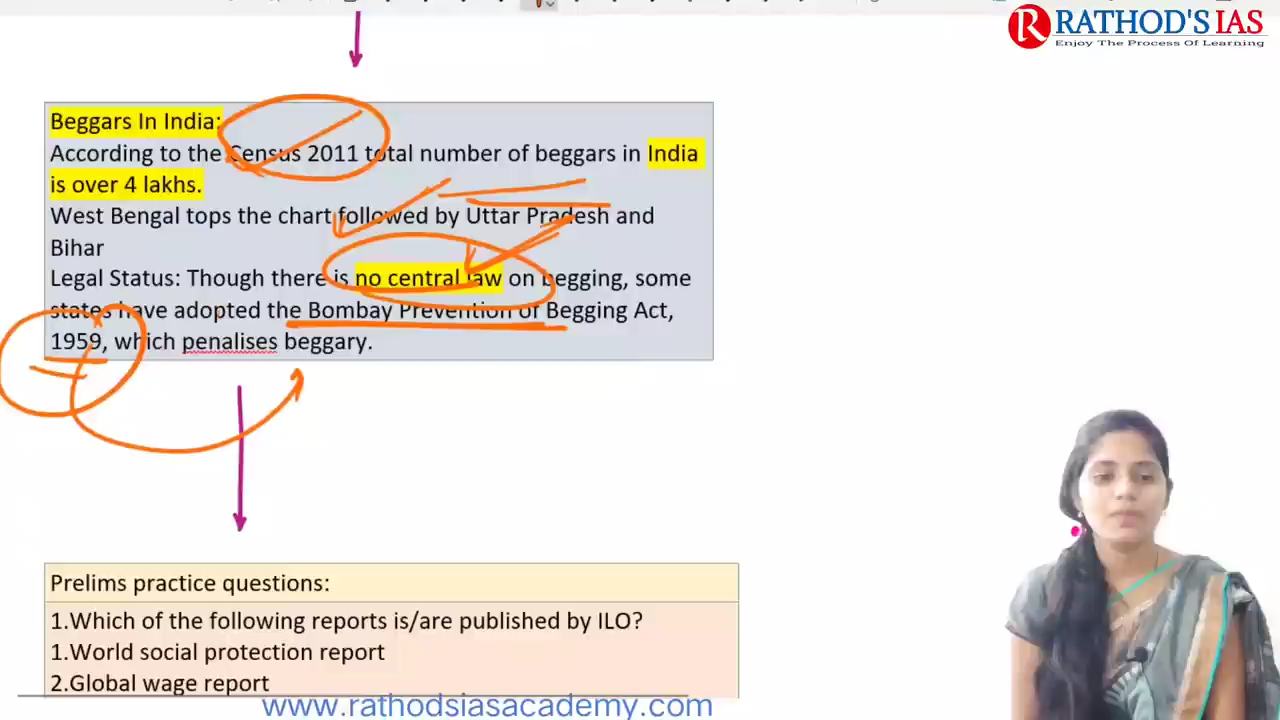 RATHOD'S IAS
Enjoy The Process Of Learning
Beggars In India:
According to the Census 2011 total number of beggars in India
is over 4 lakhs.
West Bengal tops the chart followed by Uttar Pradesh and
Bihar
Legal Status: Though there is no central law on begging, some
states have adopted the Bombay Prevention of Begging Act,
1959, which penalises beggary.
Prelims practice questions:
1.Which of the following reports is/are published by ILO?
1.World social protection report
2.Global wage report
www.rathodsiasacademy.com